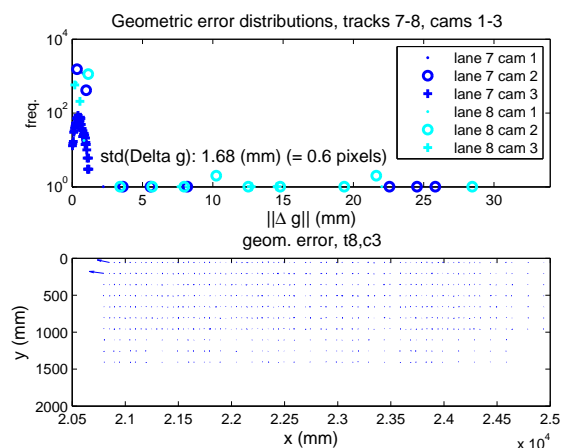 Geometric error distributions, tracks 7-8, cams 1-3
10^4
10^2
10^0
freq.
lane 7 cam 1
lane 7 cam 2
lane 7 cam 3
lane 8 cam 1
lane 8 cam 2
lane 8 cam 3
std(Delta g): 1.68 (mm) (= 0.6 pixels)
0 5 10 15 20 25 30
||Δ g|| (mm)
geom. error, t8,c3
0
500
1000
1500
2000
y (mm)
2.05 2.1 2.15 2.2 2.25 2.3 2.35 2.4 2.45 2.5
x (mm)
x 10^4